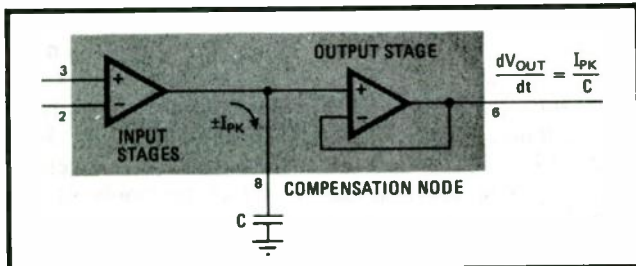 OUTPUT STAGE
dV_OUT/dt = I_PK/C
3
+
−
2
+
−
6
INPUT
STAGES
±I_PK
8
COMPENSATION NODE
C